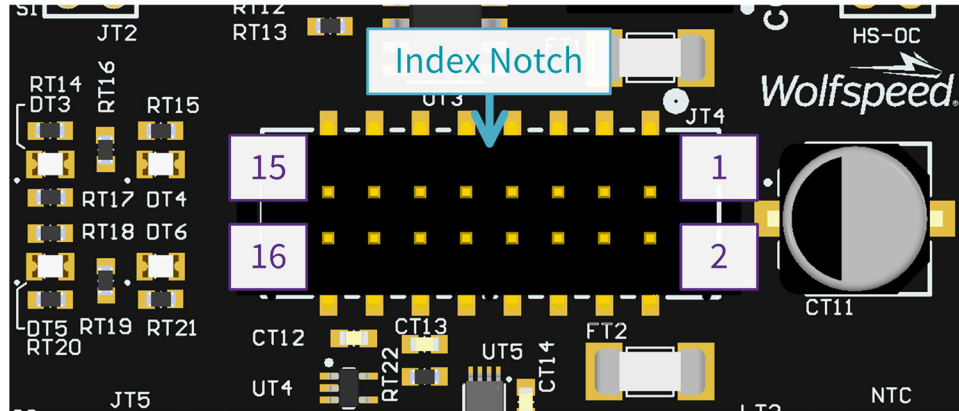 S1
JT2
RT12
RT13
HS-DC
Index Notch
FT1
Wolfspeed.
RT14
DT3
RT16
RT15
UT3
JT4
15
1
RT17 DT4
RT18 DT6
16
2
CT11
DT5
RT20
RT19
RT21
CT12
CT13
FT2
UT4
RT22
UT5
CT14
JT5
NTC